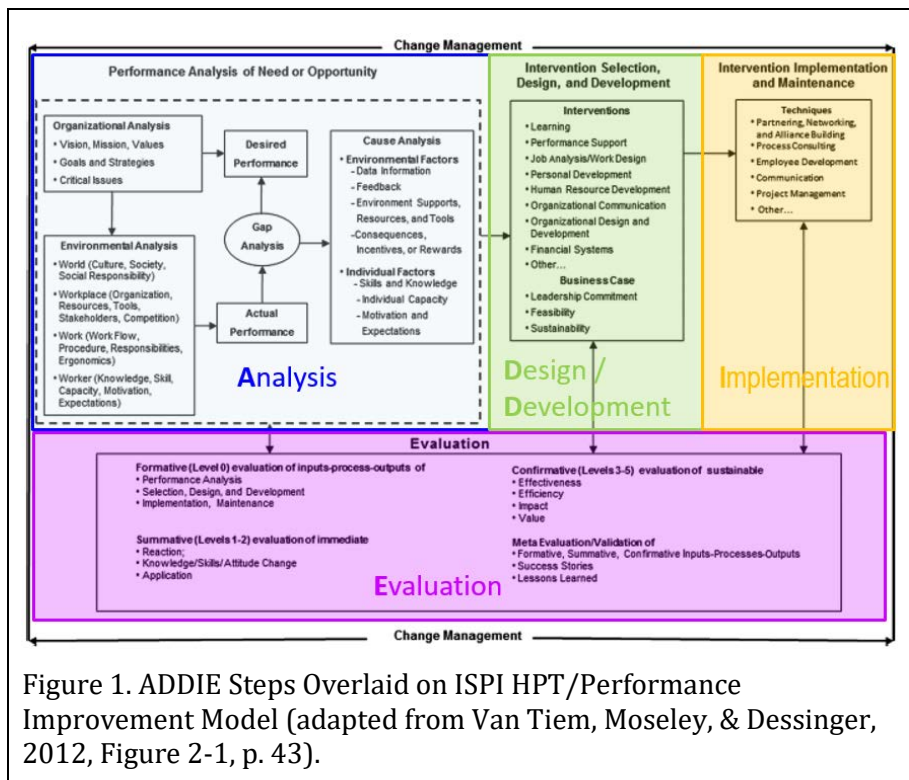 Change Management
Performance Analysis of Need or Opportunity
Organizational Analysis
• Vision, Mission, Values
• Goals and Strategies
• Critical Issues
Environmental Analysis
• World (Culture, Society,
Social Responsibility)
• Workplace (Organization,
Resources, Tools,
Stakeholders, Competition)
• Work (Work Flow,
Procedure, Responsibilities,
Ergonomics)
• Worker (Knowledge, Skill,
Capacity, Motivation,
Expectations)
Desired
Performance
Gap
Analysis
Actual
Performance
Cause Analysis
• Environmental Factors
– Data Information
– Feedback
– Environment Supports,
Resources, and Tools
– Consequences,
Incentives, or Rewards
• Individual Factors
– Skills and Knowledge
– Individual Capacity
– Motivation and
Expectations
Analysis
Intervention Selection,
Design, and Development
Interventions
• Learning
• Performance Support
• Job Analysis/Work Design
• Personal Development
• Human Resource Development
• Organizational Communication
• Organizational Design and
Development
• Financial Systems
• Other...
Business Case
• Leadership Commitment
• Feasibility
• Sustainability
Design /
Development
Intervention Implementation
and Maintenance
Techniques
• Partnering, Networking,
and Alliance Building
• Process Consulting
• Employee Development
• Communication
• Project Management
• Other...
Implementation
Evaluation
Formative (Level 0) evaluation of inputs-process-outputs of
• Performance Analysis
• Selection, Design, and Development
• Implementation, Maintenance
Summative (Levels 1-2) evaluation of immediate
• Reaction;
• Knowledge/Skills/Attitude Change
• Application
Confirmative (Levels 3-5) evaluation of sustainable
• Effectiveness
• Efficiency
• Impact
• Value
Meta Evaluation/Validation of
• Formative, Summative, Confirmative Inputs-Processes-Outputs
• Success Stories
• Lessons Learned
Evaluation
Change Management
Figure 1. ADDIE Steps Overlaid on ISPI HPT/Performance
Improvement Model (adapted from Van Tiem, Moseley, & Dessinger,
2012, Figure 2-1, p. 43).